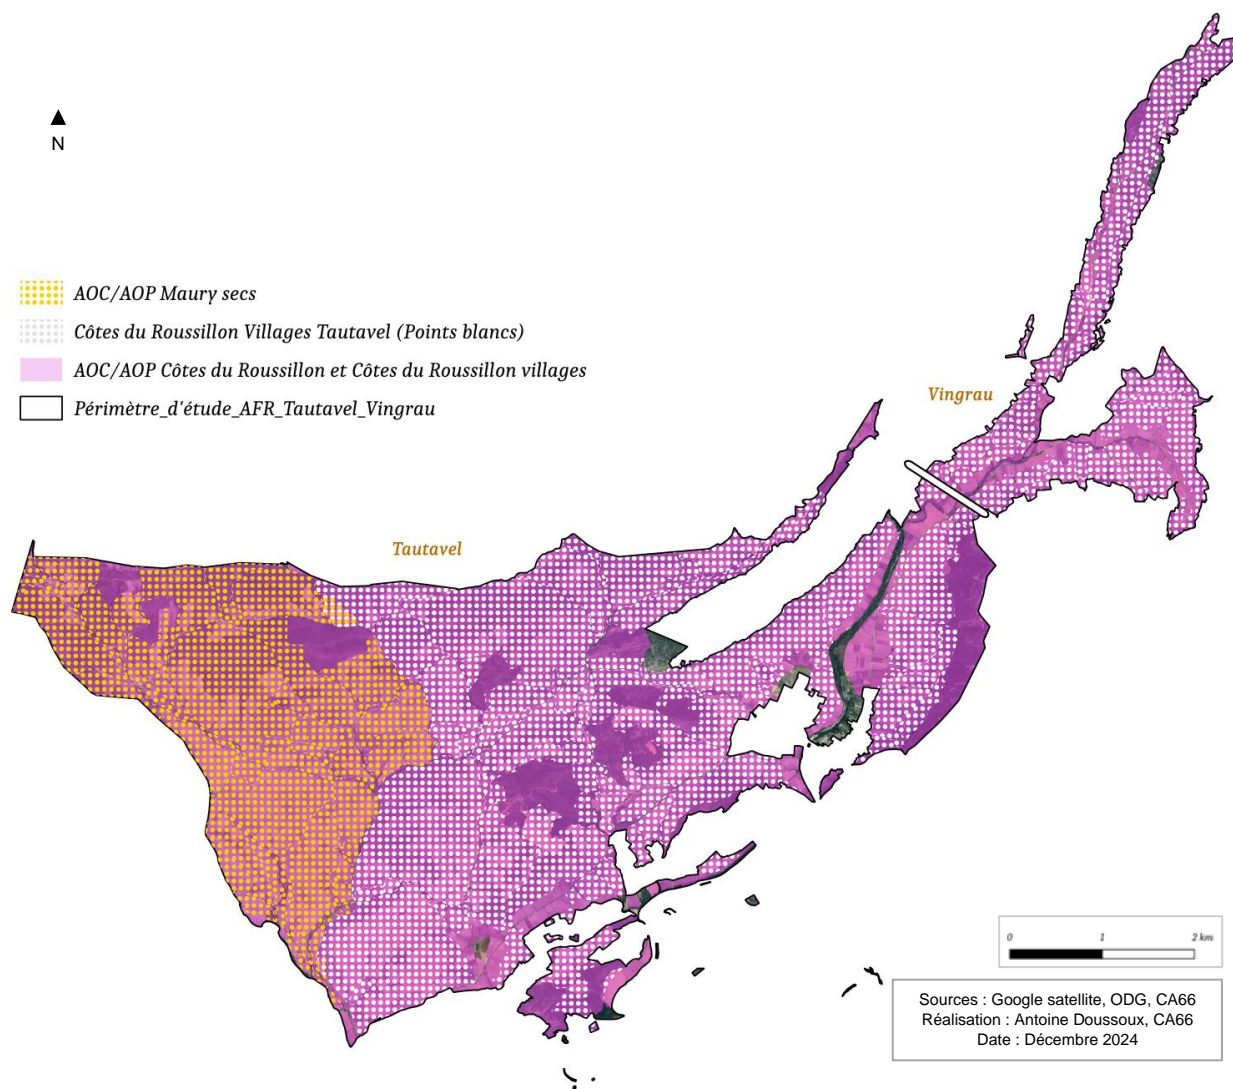 N
AOC/AOP Maury secs
Côtes du Roussillon Villages Tautavel (Points blancs)
AOC/AOP Côtes du Roussillon et Côtes du Roussillon villages
Périmètre_d'étude_AFR_Tautavel_Vingrau
Vingrau
Tautavel
0 1 2 km
Sources : Google satellite, ODG, CA66
Réalisation : Antoine Doussoux, CA66
Date : Décembre 2024